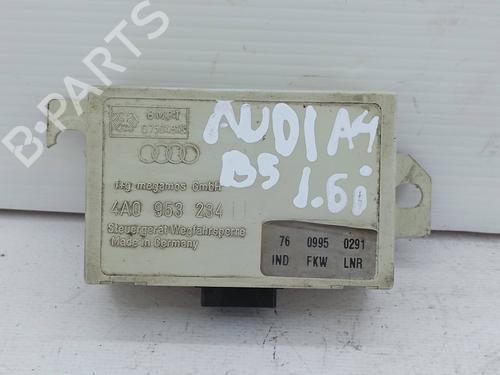 B-PARTS
BMPT
AUDI A4
B5 1.6i
f+g megamos GmbH
4A0 953 234
Steuergerät Wegfahrsperre
Made in Germany
76 0995 0291
IND FKW LNR